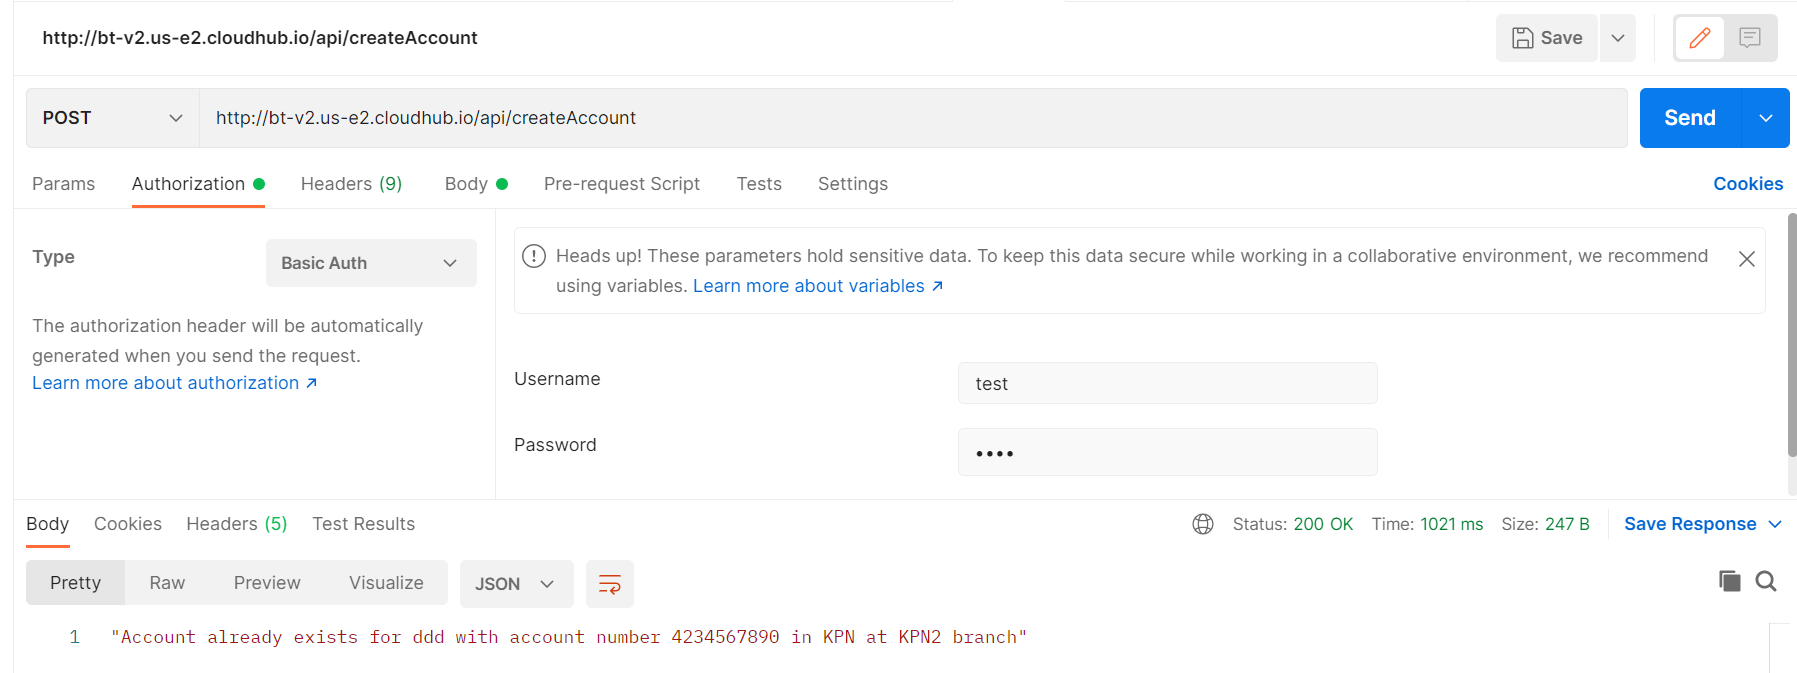 http://bt-v2.us-e2.cloudhub.io/api/createAccount
Save
POST
http://bt-v2.us-e2.cloudhub.io/api/createAccount
Send
Params
Authorization
Headers (9)
Body
Pre-request Script
Tests
Settings
Cookies
Type
Basic Auth
The authorization header will be automatically
generated when you send the request.
Learn more about authorization ↗
Heads up! These parameters hold sensitive data. To keep this data secure while working in a collaborative environment, we recommend
using variables. Learn more about variables ↗
Username
test
Password
••••
Body
Cookies
Headers (5)
Test Results
Status: 200 OK
Time: 1021 ms
Size: 247 B
Save Response
Pretty
Raw
Preview
Visualize
JSON
1
"Account already exists for ddd with account number 4234567890 in KPN at KPN2 branch"